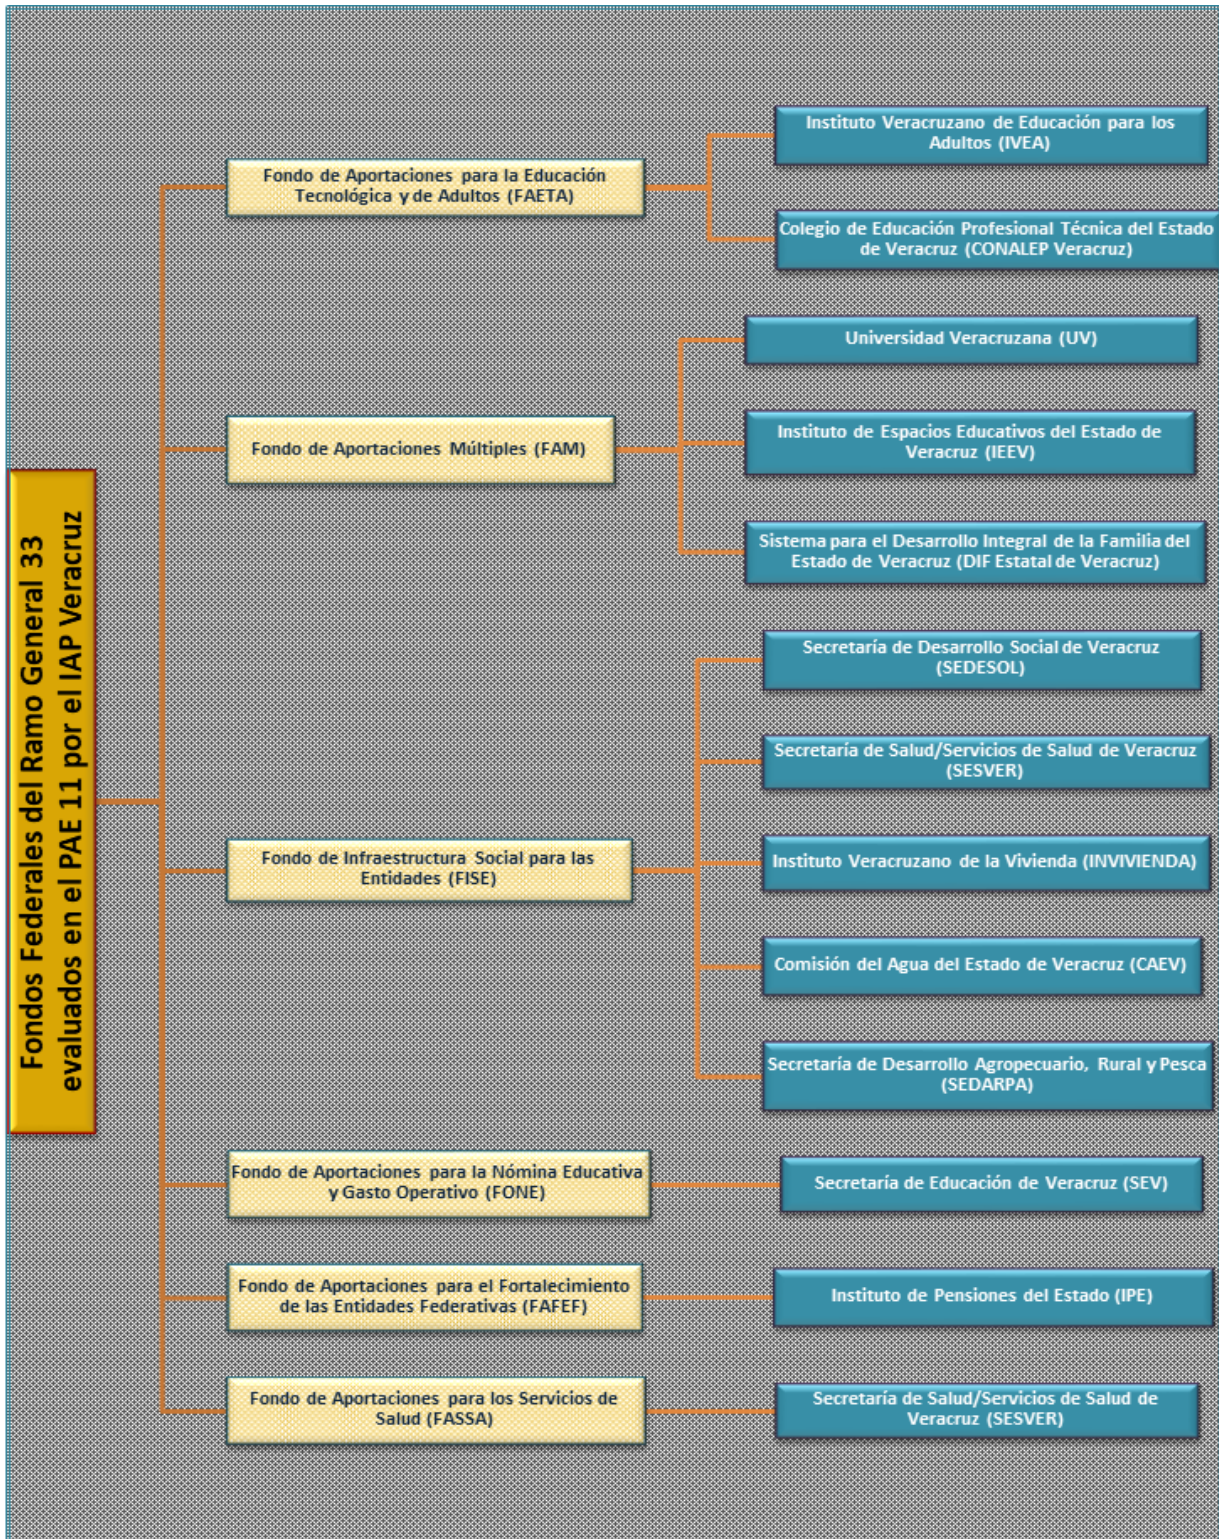 Fondos Federales del Ramo General 33
evaluados en el PAE 11 por el IAP Veracruz
Fondo de Aportaciones para la Educación
Tecnológica y de Adultos (FAETA)
Instituto Veracruzano de Educación para los
Adultos (IVEA)
Colegio de Educación Profesional Técnica del Estado
de Veracruz (CONALEP Veracruz)
Fondo de Aportaciones Múltiples (FAM)
Universidad Veracruzana (UV)
Instituto de Espacios Educativos del Estado de
Veracruz (IEEV)
Sistema para el Desarrollo Integral de la Familia del
Estado de Veracruz (DIF Estatal de Veracruz)
Fondo de Infraestructura Social para las
Entidades (FISE)
Secretaría de Desarrollo Social de Veracruz
(SEDESOL)
Secretaría de Salud/Servicios de Salud de Veracruz
(SESVER)
Instituto Veracruzano de la Vivienda (INVIVIENDA)
Comisión del Agua del Estado de Veracruz (CAEV)
Secretaría de Desarrollo Agropecuario, Rural y Pesca
(SEDARPA)
Fondo de Aportaciones para la Nómina Educativa
y Gasto Operativo (FONE)
Secretaría de Educación de Veracruz (SEV)
Fondo de Aportaciones para el Fortalecimiento
de las Entidades Federativas (FAFEF)
Instituto de Pensiones del Estado (IPE)
Fondo de Aportaciones para los Servicios de
Salud (FASSA)
Secretaría de Salud/Servicios de Salud de
Veracruz (SESVER)